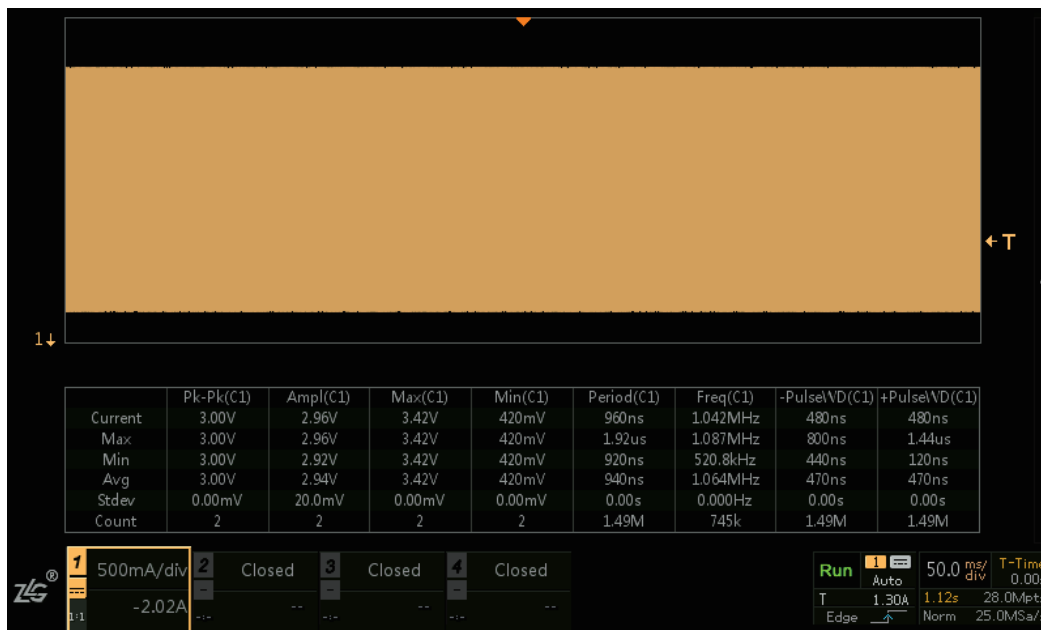 T
1
Pk-Pk(C1) Ampl(C1) Max(C1) Min(C1) Period(C1) Freq(C1) -PulseWD(C1) +PulseWD(C1)
Current 3.00V 2.96V 3.42V 420mV 960ns 1.042MHz 480ns 480ns
Max 3.00V 2.96V 3.42V 420mV 1.92us 1.087MHz 800ns 1.44us
Min 3.00V 2.92V 3.42V 420mV 920ns 520.8kHz 440ns 120ns
Avg 3.00V 2.94V 3.42V 420mV 940ns 1.064MHz 470ns 470ns
Stdev 0.00mV 20.0mV 0.00mV 0.00mV 0.00s 0.000Hz 0.00s 0.00s
Count 2 2 2 2 1.49M 745k 1.49M 1.49M
ZLG®
1 500mA/div 2 Closed 3 Closed 4 Closed
-2.02A -- -- --
1:1 -:- -:- -:-
Run 1 Auto 50.0 ms/div T-Time 0.00
T 1.30A 1.12s 28.0Mpt
Edge Norm 25.0MSa/